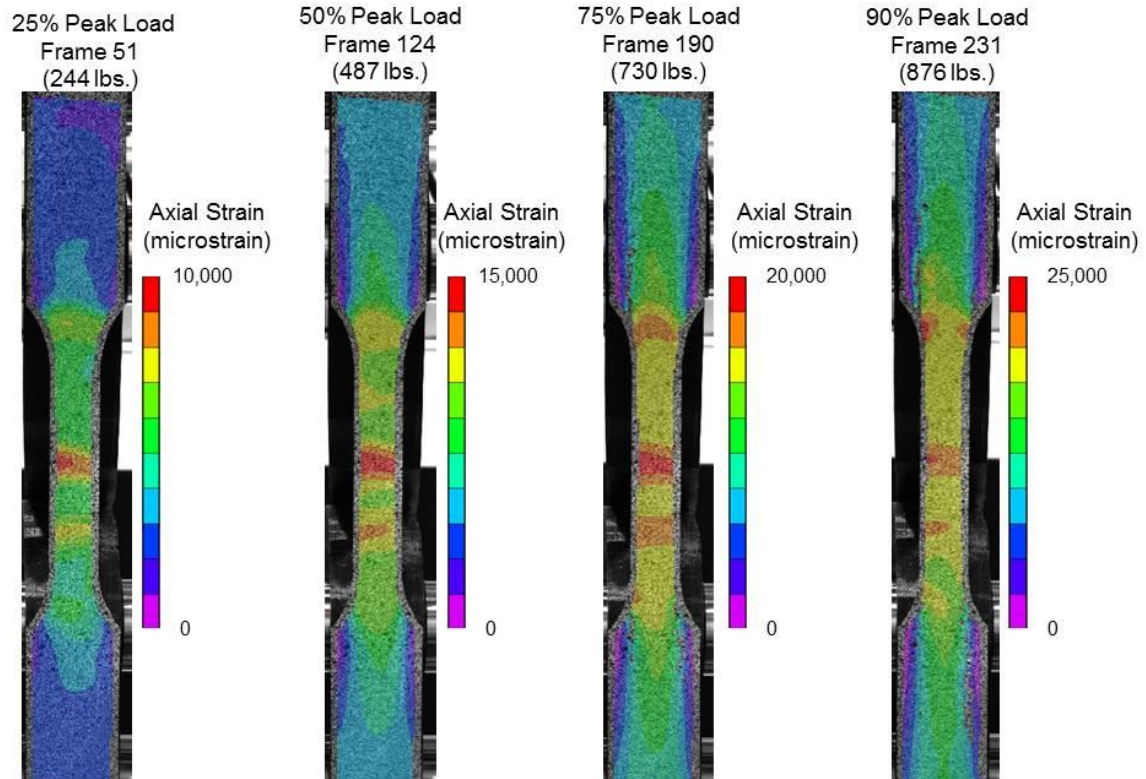 25% Peak Load
Frame 51
(244 lbs.)
50% Peak Load
Frame 124
(487 lbs.)
75% Peak Load
Frame 190
(730 lbs.)
90% Peak Load
Frame 231
(876 lbs.)
Axial Strain
(microstrain)
10,000
0
Axial Strain
(microstrain)
15,000
0
Axial Strain
(microstrain)
20,000
0
Axial Strain
(microstrain)
25,000
0